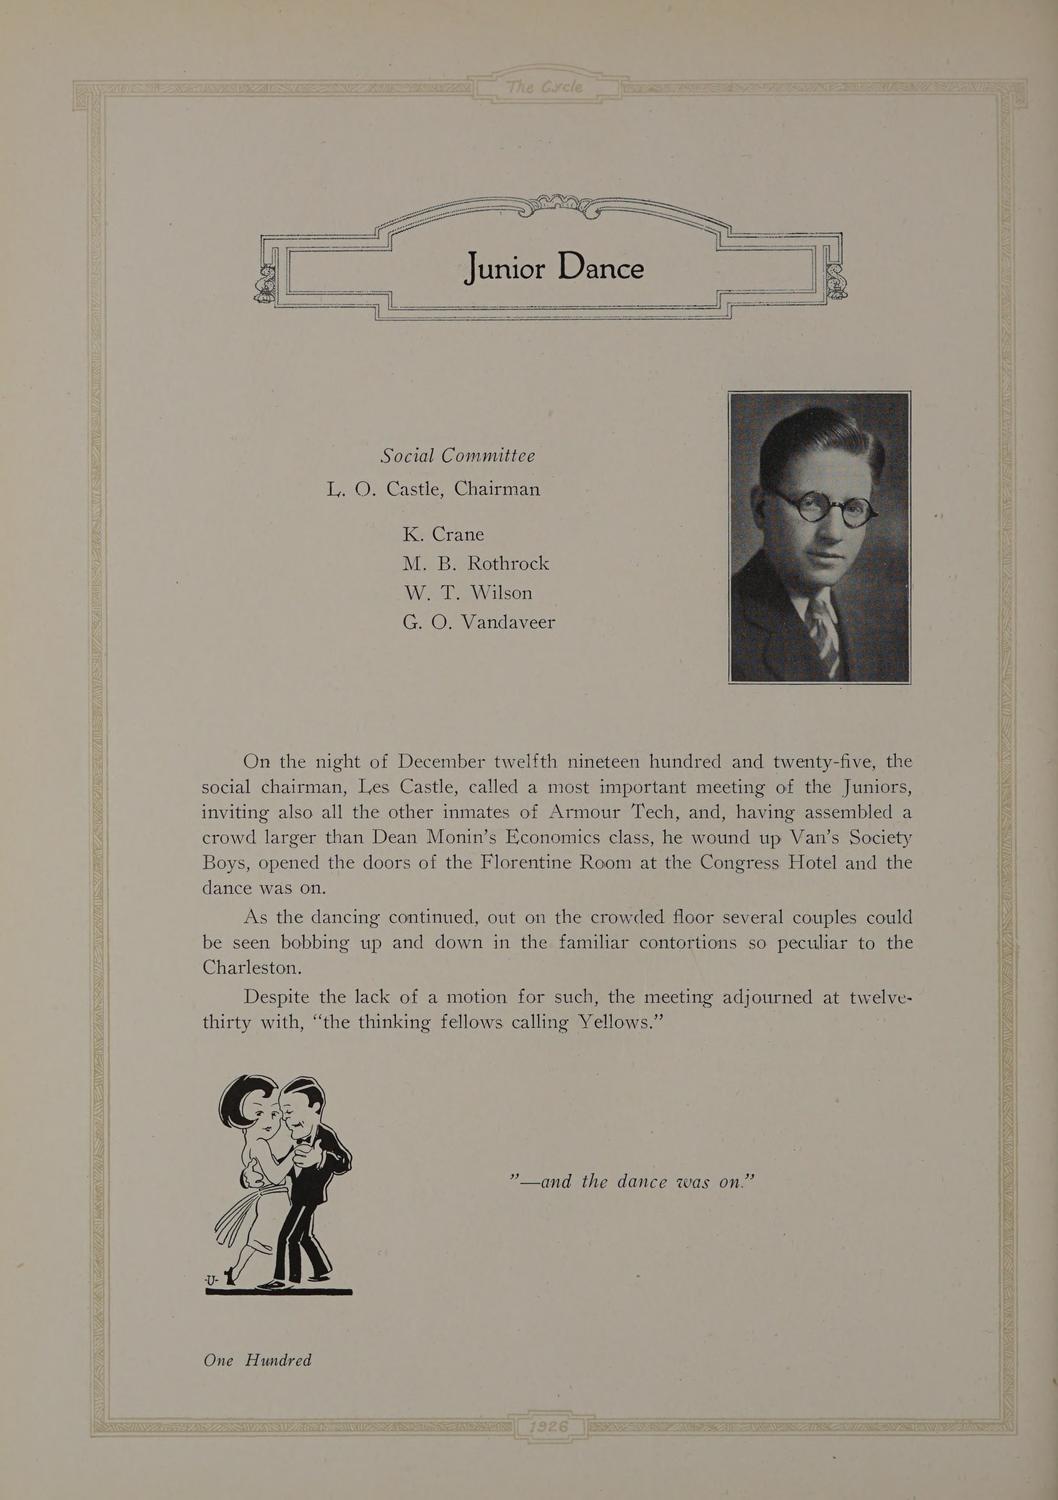 The Cycle
Junior Dance
Social Committee
L. O. Castle, Chairman
K. Crane
M. B. Rothrock
W. T. Wilson
G. O. Vandaveer
On the night of December twelfth nineteen hundred and twenty-five, the
social chairman, Les Castle, called a most important meeting of the Juniors,
inviting also all the other inmates of Armour Tech, and, having assembled a
crowd larger than Dean Monin’s Economics class, he wound up Van’s Society
Boys, opened the doors of the Florentine Room at the Congress Hotel and the
dance was on.
As the dancing continued, out on the crowded floor several couples could
be seen bobbing up and down in the familiar contortions so peculiar to the
Charleston.
Despite the lack of a motion for such, the meeting adjourned at twelve-
thirty with, “the thinking fellows calling Yellows.”
”—and the dance was on.”
-U-
One Hundred
1926